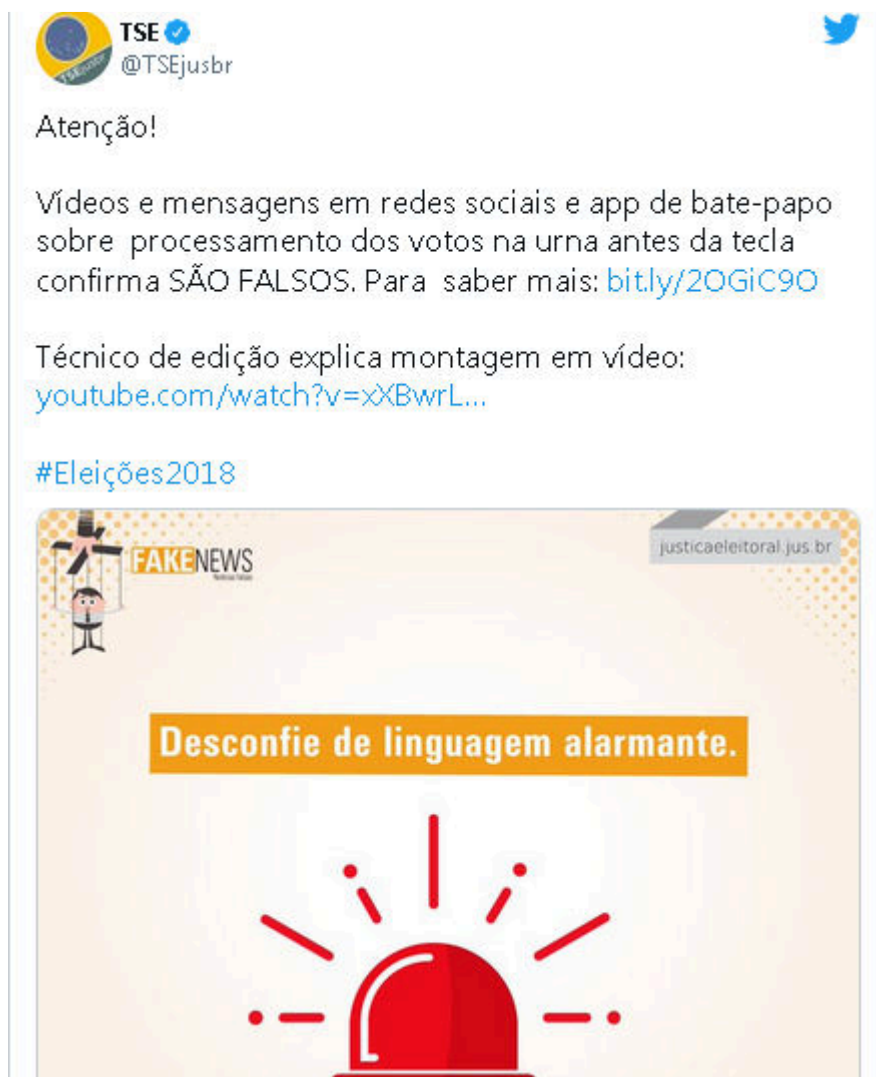 TSE
@TSEjusbr
Atenção!
Vídeos e mensagens em redes sociais e app de bate-papo
sobre processamento dos votos na urna antes da tecla
confirma SÃO FALSOS. Para saber mais: bit.ly/2OGiC9O
Técnico de edição explica montagem em vídeo:
youtube.com/watch?v=xXBwrL...
#Eleições2018
FAKENEWS
justicaeleitoral.jus.br
Desconfie de linguagem alarmante.